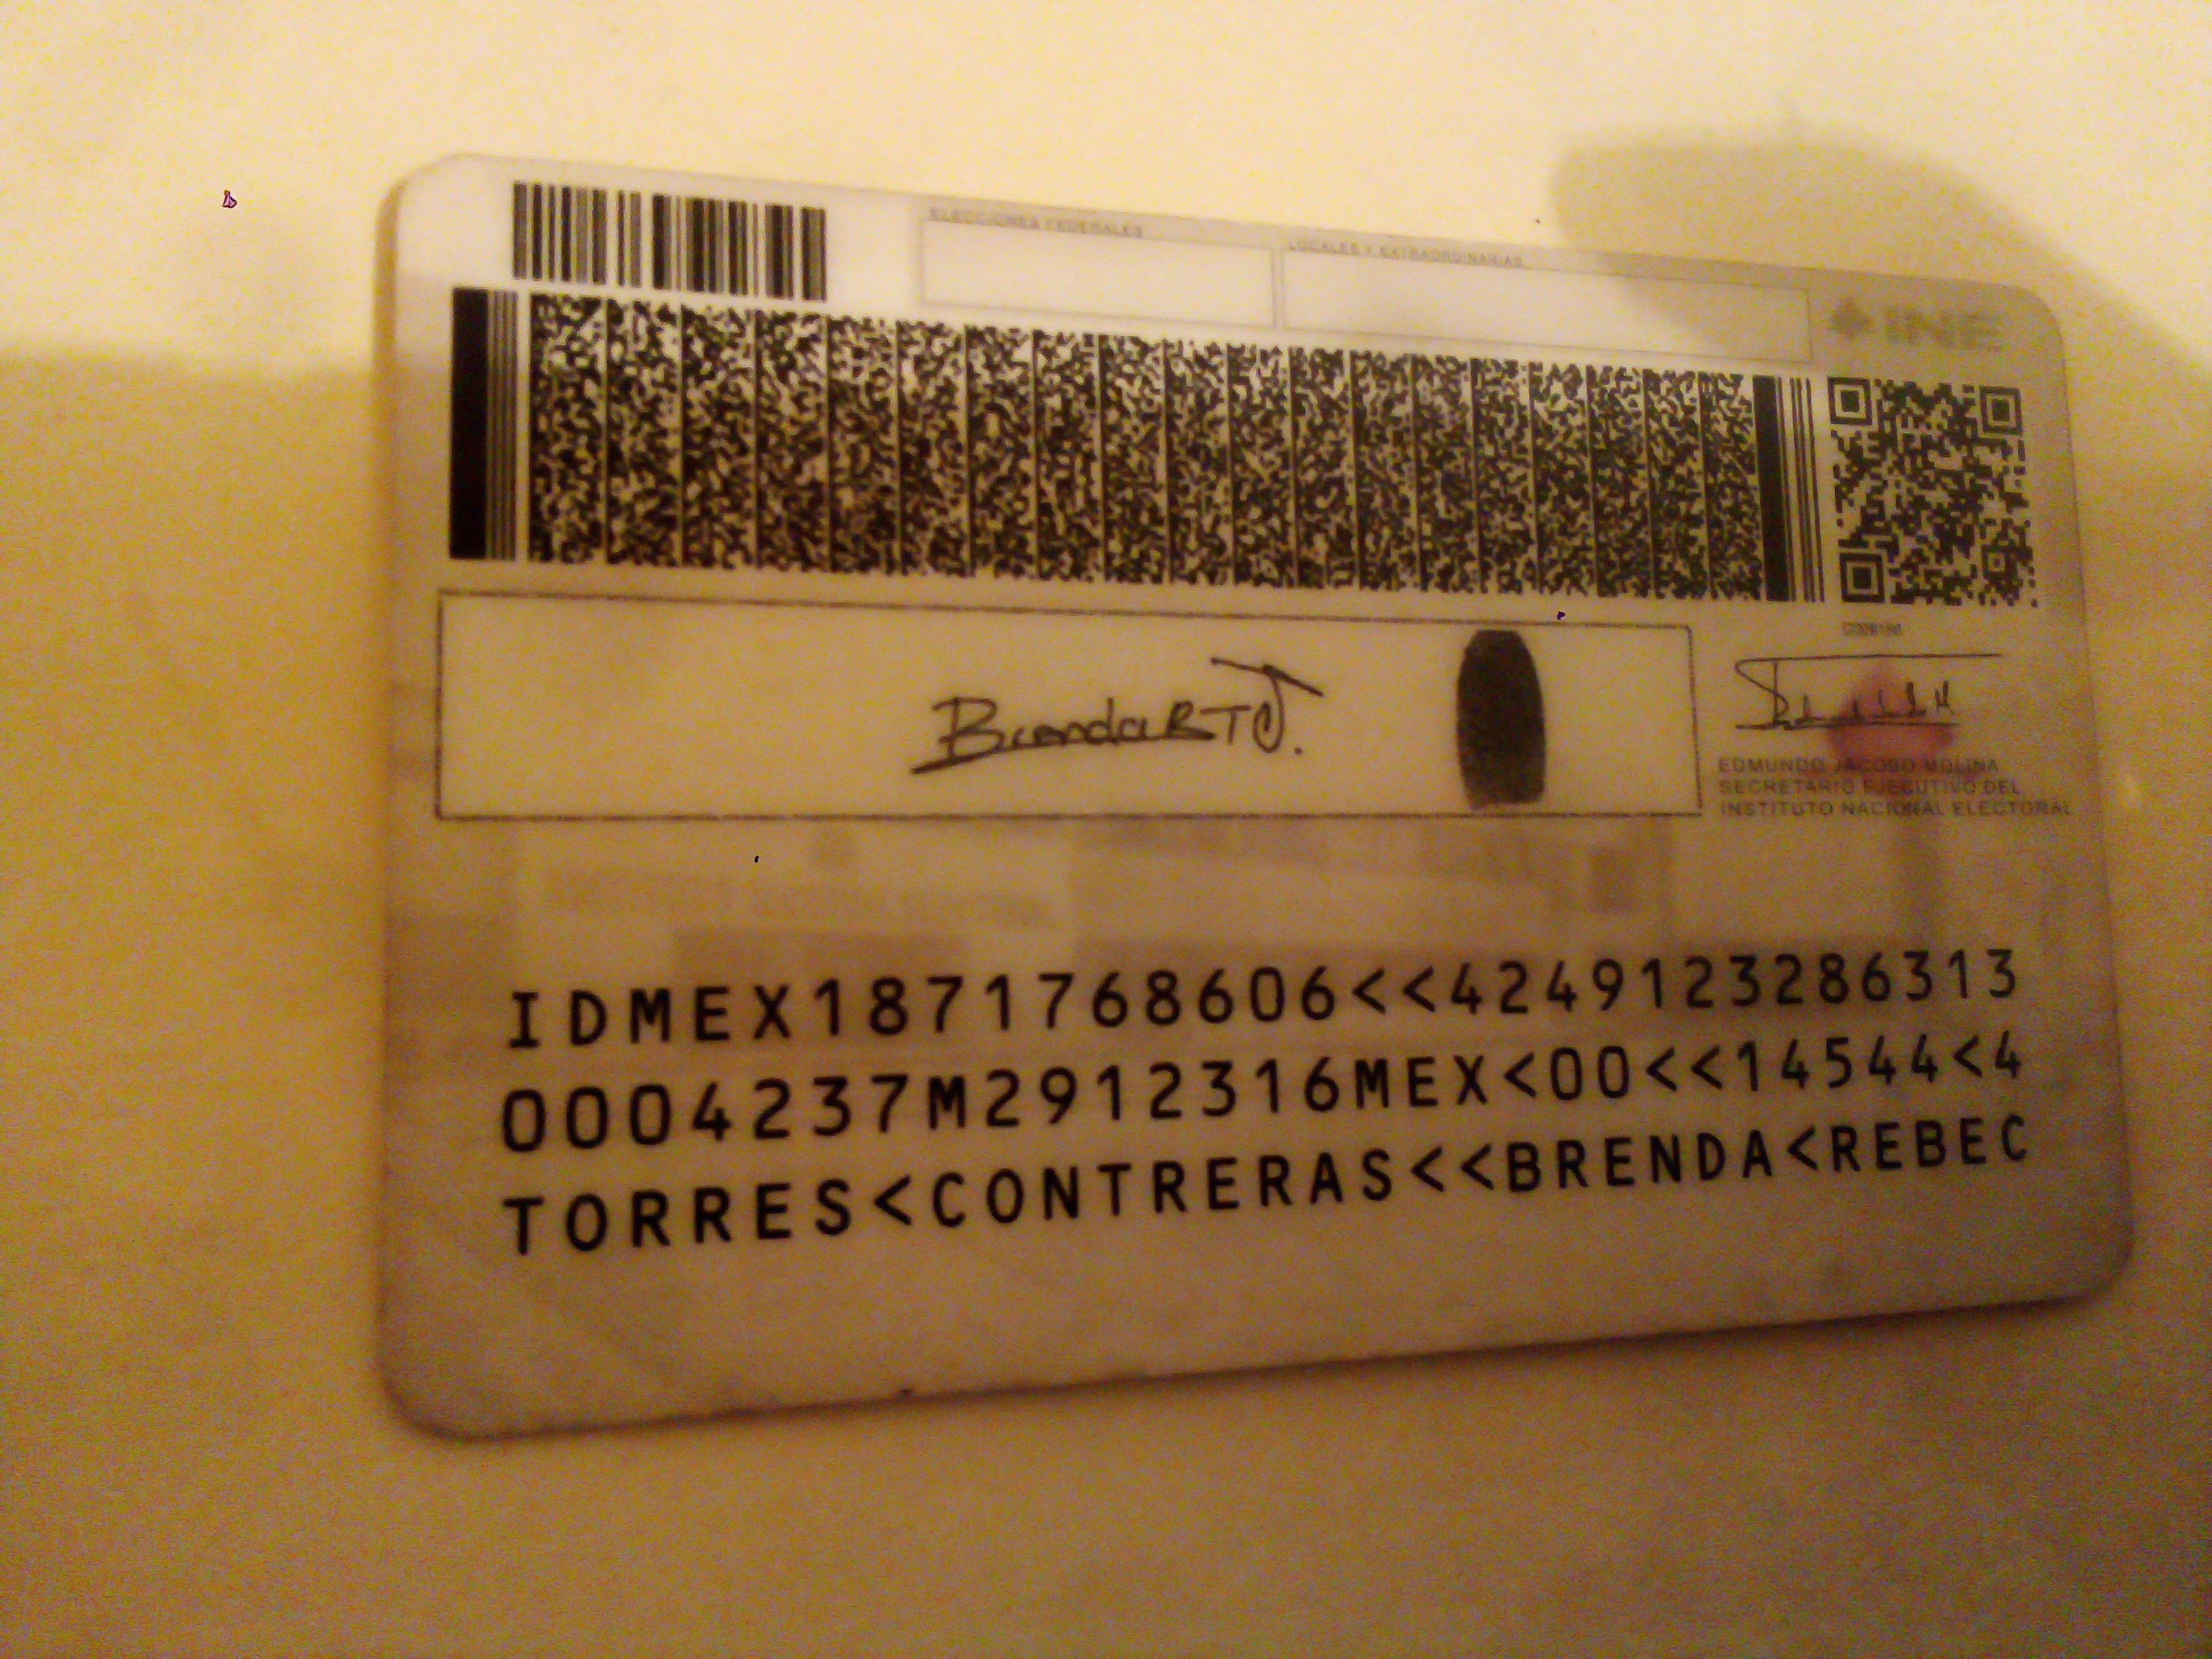 ELECCIONES FEDERALES
LOCALES Y EXTRAORDINARIAS
INE
Brenda R T C.
EDMUNDO JACOBO MOLINA
SECRETARIO EJECUTIVO DEL
INSTITUTO NACIONAL ELECTORAL
IDMEX1871768606<<4249123286313
0004237M2912316MEX<00<<14544<4
TORRES<CONTRERAS<<BRENDA<REBEC